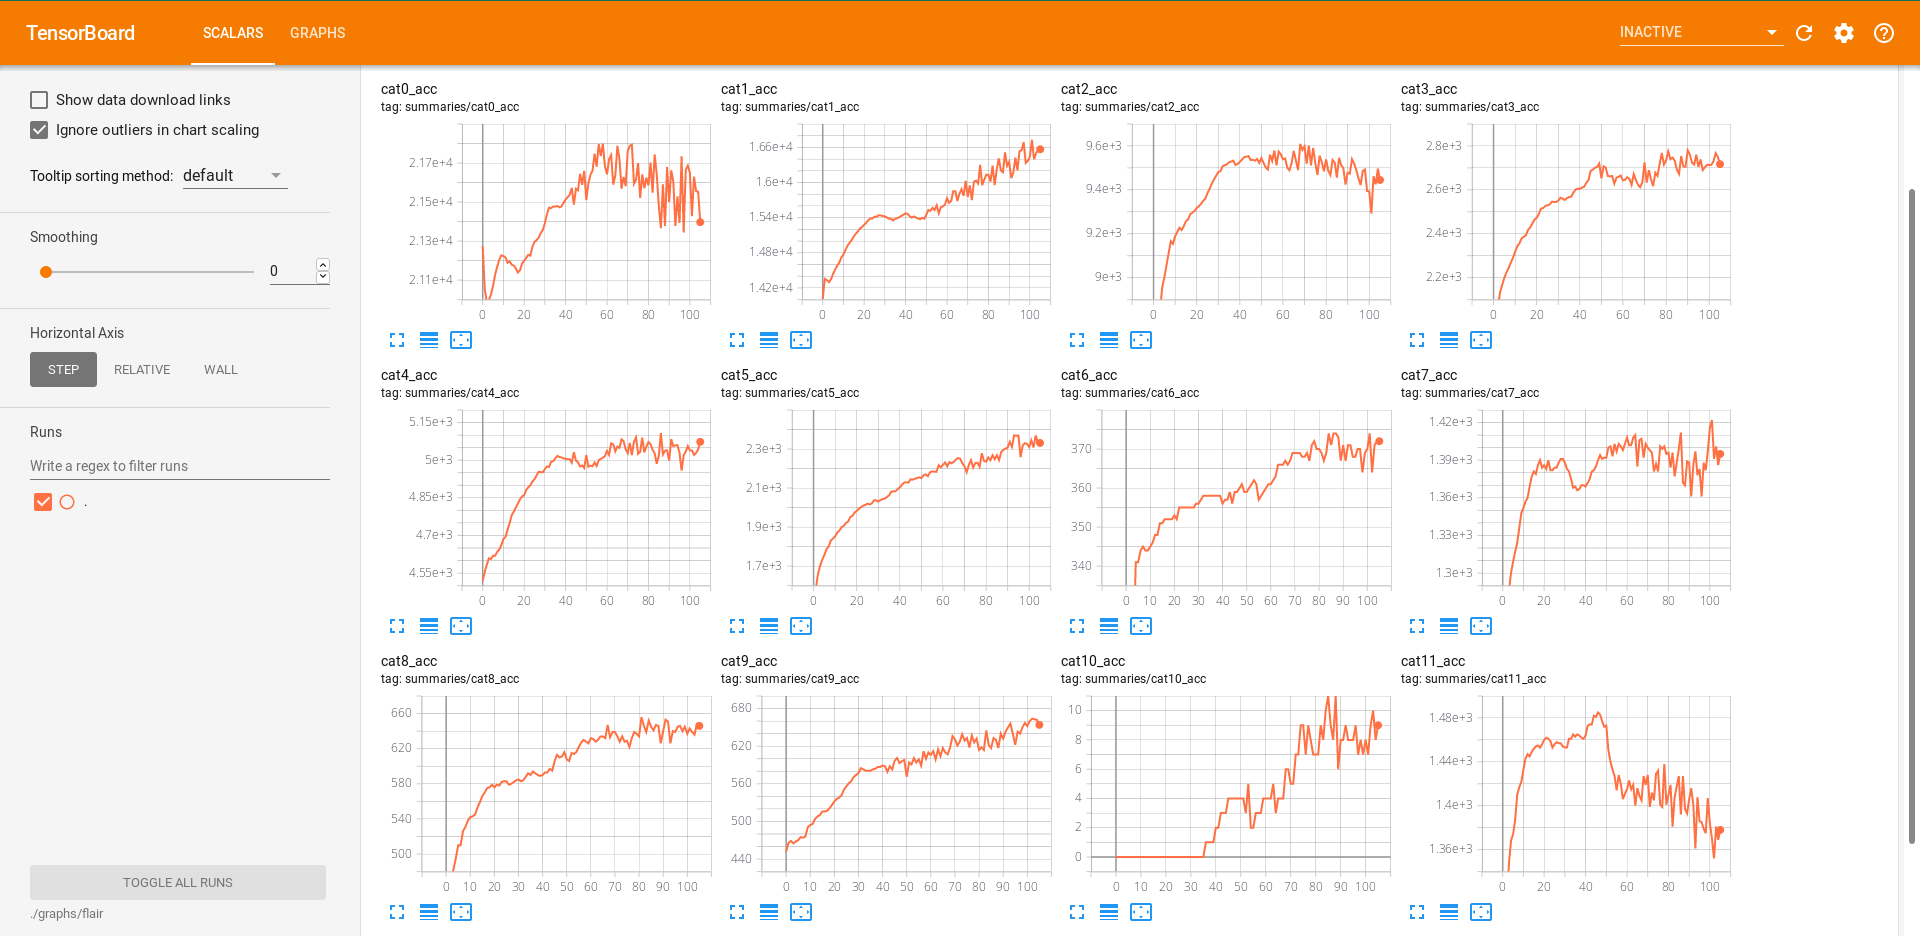 TensorBoard
SCALARS
GRAPHS
INACTIVE
Show data download links
Ignore outliers in chart scaling
Tooltip sorting method:
default
Smoothing
0
Horizontal Axis
STEP
RELATIVE
WALL
Runs
Write a regex to filter runs
.
TOGGLE ALL RUNS
./graphs/flair
cat0_acc
tag: summaries/cat0_acc
2.17e+4
2.15e+4
2.13e+4
2.11e+4
0 20 40 60 80 100
cat1_acc
tag: summaries/cat1_acc
1.66e+4
1.6e+4
1.54e+4
1.48e+4
1.42e+4
0 20 40 60 80 100
cat2_acc
tag: summaries/cat2_acc
9.6e+3
9.4e+3
9.2e+3
9e+3
0 20 40 60 80 100
cat3_acc
tag: summaries/cat3_acc
2.8e+3
2.6e+3
2.4e+3
2.2e+3
0 20 40 60 80 100
cat4_acc
tag: summaries/cat4_acc
5.15e+3
5e+3
4.85e+3
4.7e+3
4.55e+3
0 20 40 60 80 100
cat5_acc
tag: summaries/cat5_acc
2.3e+3
2.1e+3
1.9e+3
1.7e+3
0 20 40 60 80 100
cat6_acc
tag: summaries/cat6_acc
370
360
350
340
0 10 20 30 40 50 60 70 80 90 100
cat7_acc
tag: summaries/cat7_acc
1.42e+3
1.39e+3
1.36e+3
1.33e+3
1.3e+3
0 20 40 60 80 100
cat8_acc
tag: summaries/cat8_acc
660
620
580
540
500
0 10 20 30 40 50 60 70 80 90 100
cat9_acc
tag: summaries/cat9_acc
680
620
560
500
440
0 10 20 30 40 50 60 70 80 90 100
cat10_acc
tag: summaries/cat10_acc
10
8
6
4
2
0
0 10 20 30 40 50 60 70 80 90 100
cat11_acc
tag: summaries/cat11_acc
1.48e+3
1.44e+3
1.4e+3
1.36e+3
0 20 40 60 80 100